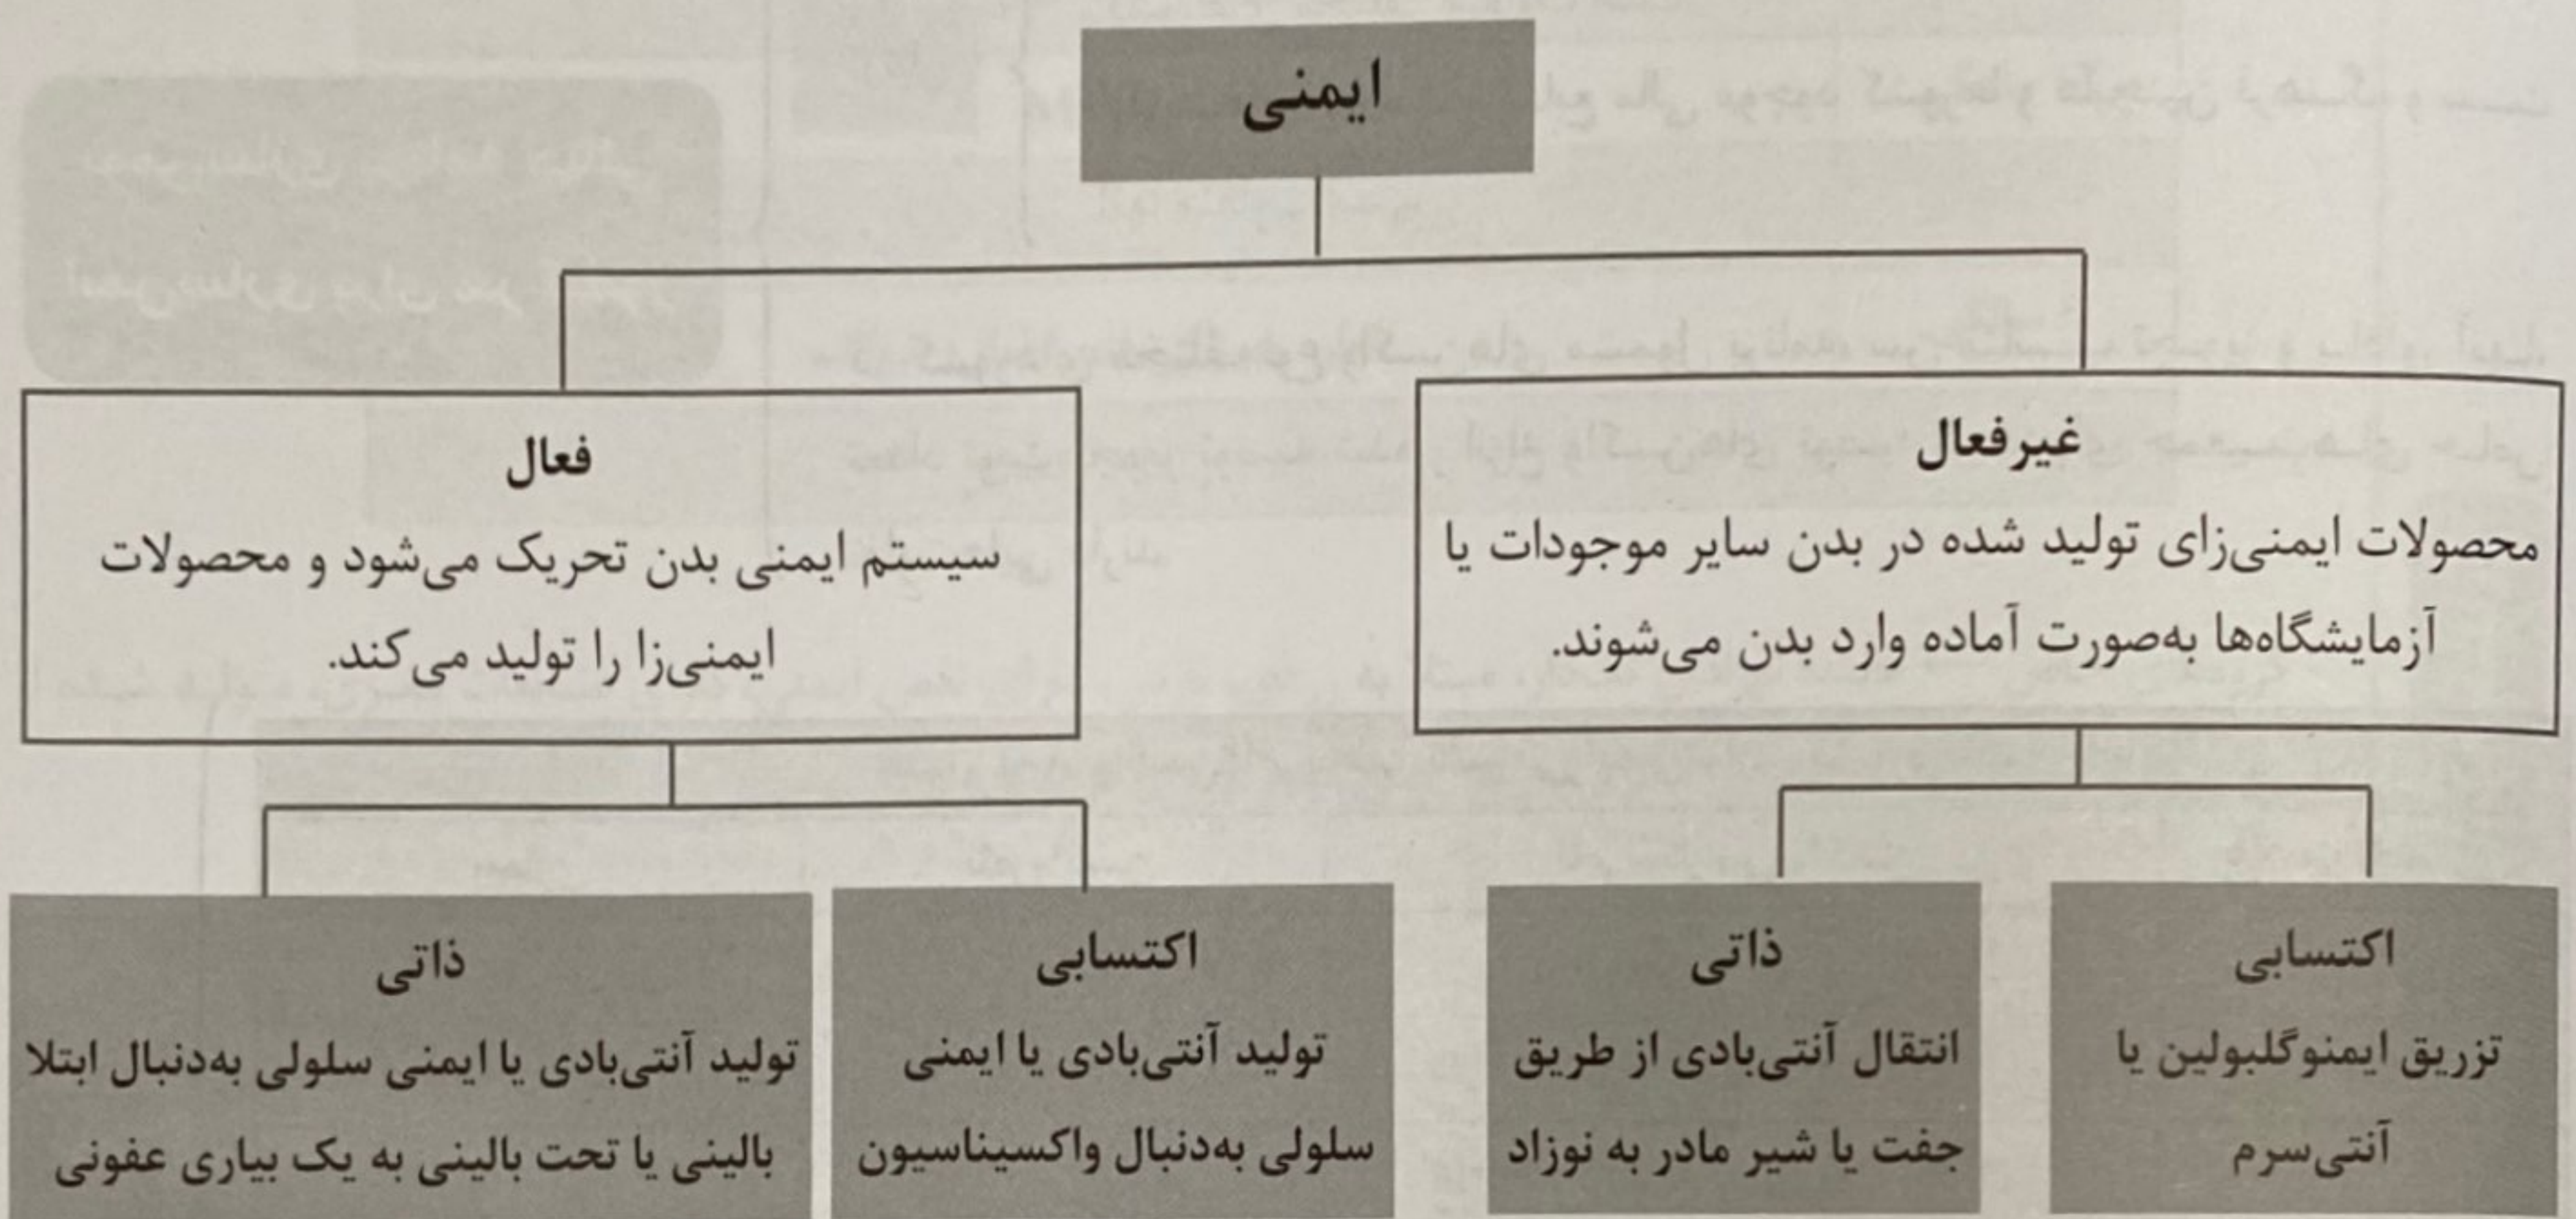 ایمنی
غیرفعال
محصولات ایمنی‌زای تولید شده در بدن سایر موجودات یا
آزمایشگاه‌ها به‌صورت آماده وارد بدن می‌شوند.
فعال
سیستم ایمنی بدن تحریک می‌شود و محصولات
ایمنی‌زا را تولید می‌کند.
اکتسابی
تزریق ایمنوگلبولین یا
آنتی‌سرم
ذاتی
انتقال آنتی‌بادی از طریق
جفت یا شیر مادر به نوزاد
اکتسابی
تولید آنتی‌بادی یا ایمنی
سلولی به‌دنبال واکسیناسیون
ذاتی
تولید آنتی‌بادی یا ایمنی سلولی به‌دنبال ابتلا
بالینی یا تحت بالینی به یک بیاری عفونی